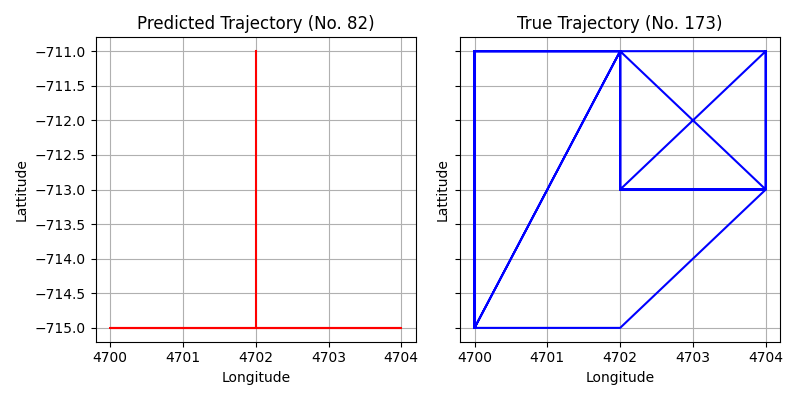 Predicted Trajectory (No. 82)
True Trajectory (No. 173)
−711.0
−711.5
−712.0
−712.5
−713.0
−713.5
−714.0
−714.5
−715.0
Lattitude
Lattitude
4700 4701 4702 4703 4704
4700 4701 4702 4703 4704
Longitude
Longitude